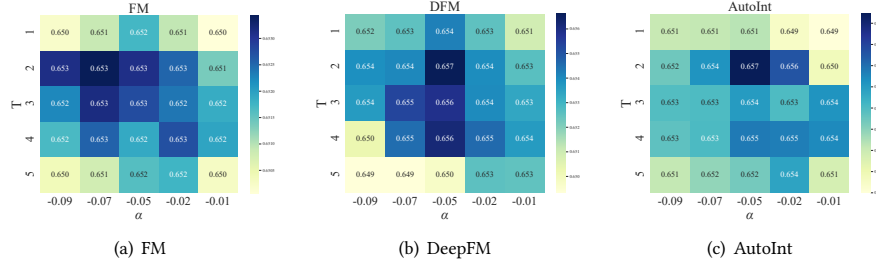 FM
DFM
AutoInt
1 0.650 0.651 0.652 0.651 0.650
2 0.653 0.653 0.653 0.653 0.651
T 3 0.652 0.653 0.653 0.652 0.652
4 0.652 0.653 0.652 0.653 0.652
5 0.650 0.651 0.652 0.652 0.650
-0.09 -0.07 -0.05 -0.02 -0.01
α
1 0.652 0.653 0.654 0.653 0.651
2 0.654 0.654 0.657 0.654 0.653
T 3 0.654 0.655 0.656 0.654 0.653
4 0.650 0.655 0.656 0.655 0.654
5 0.649 0.649 0.650 0.653 0.653
-0.09 -0.07 -0.05 -0.02 -0.01
α
1 0.651 0.651 0.651 0.649 0.649
2 0.652 0.654 0.657 0.656 0.650
T 3 0.653 0.653 0.654 0.653 0.654
4 0.653 0.653 0.655 0.655 0.654
5 0.651 0.652 0.652 0.654 0.651
-0.09 -0.07 -0.05 -0.02 -0.01
α
(a) FM
(b) DeepFM
(c) AutoInt